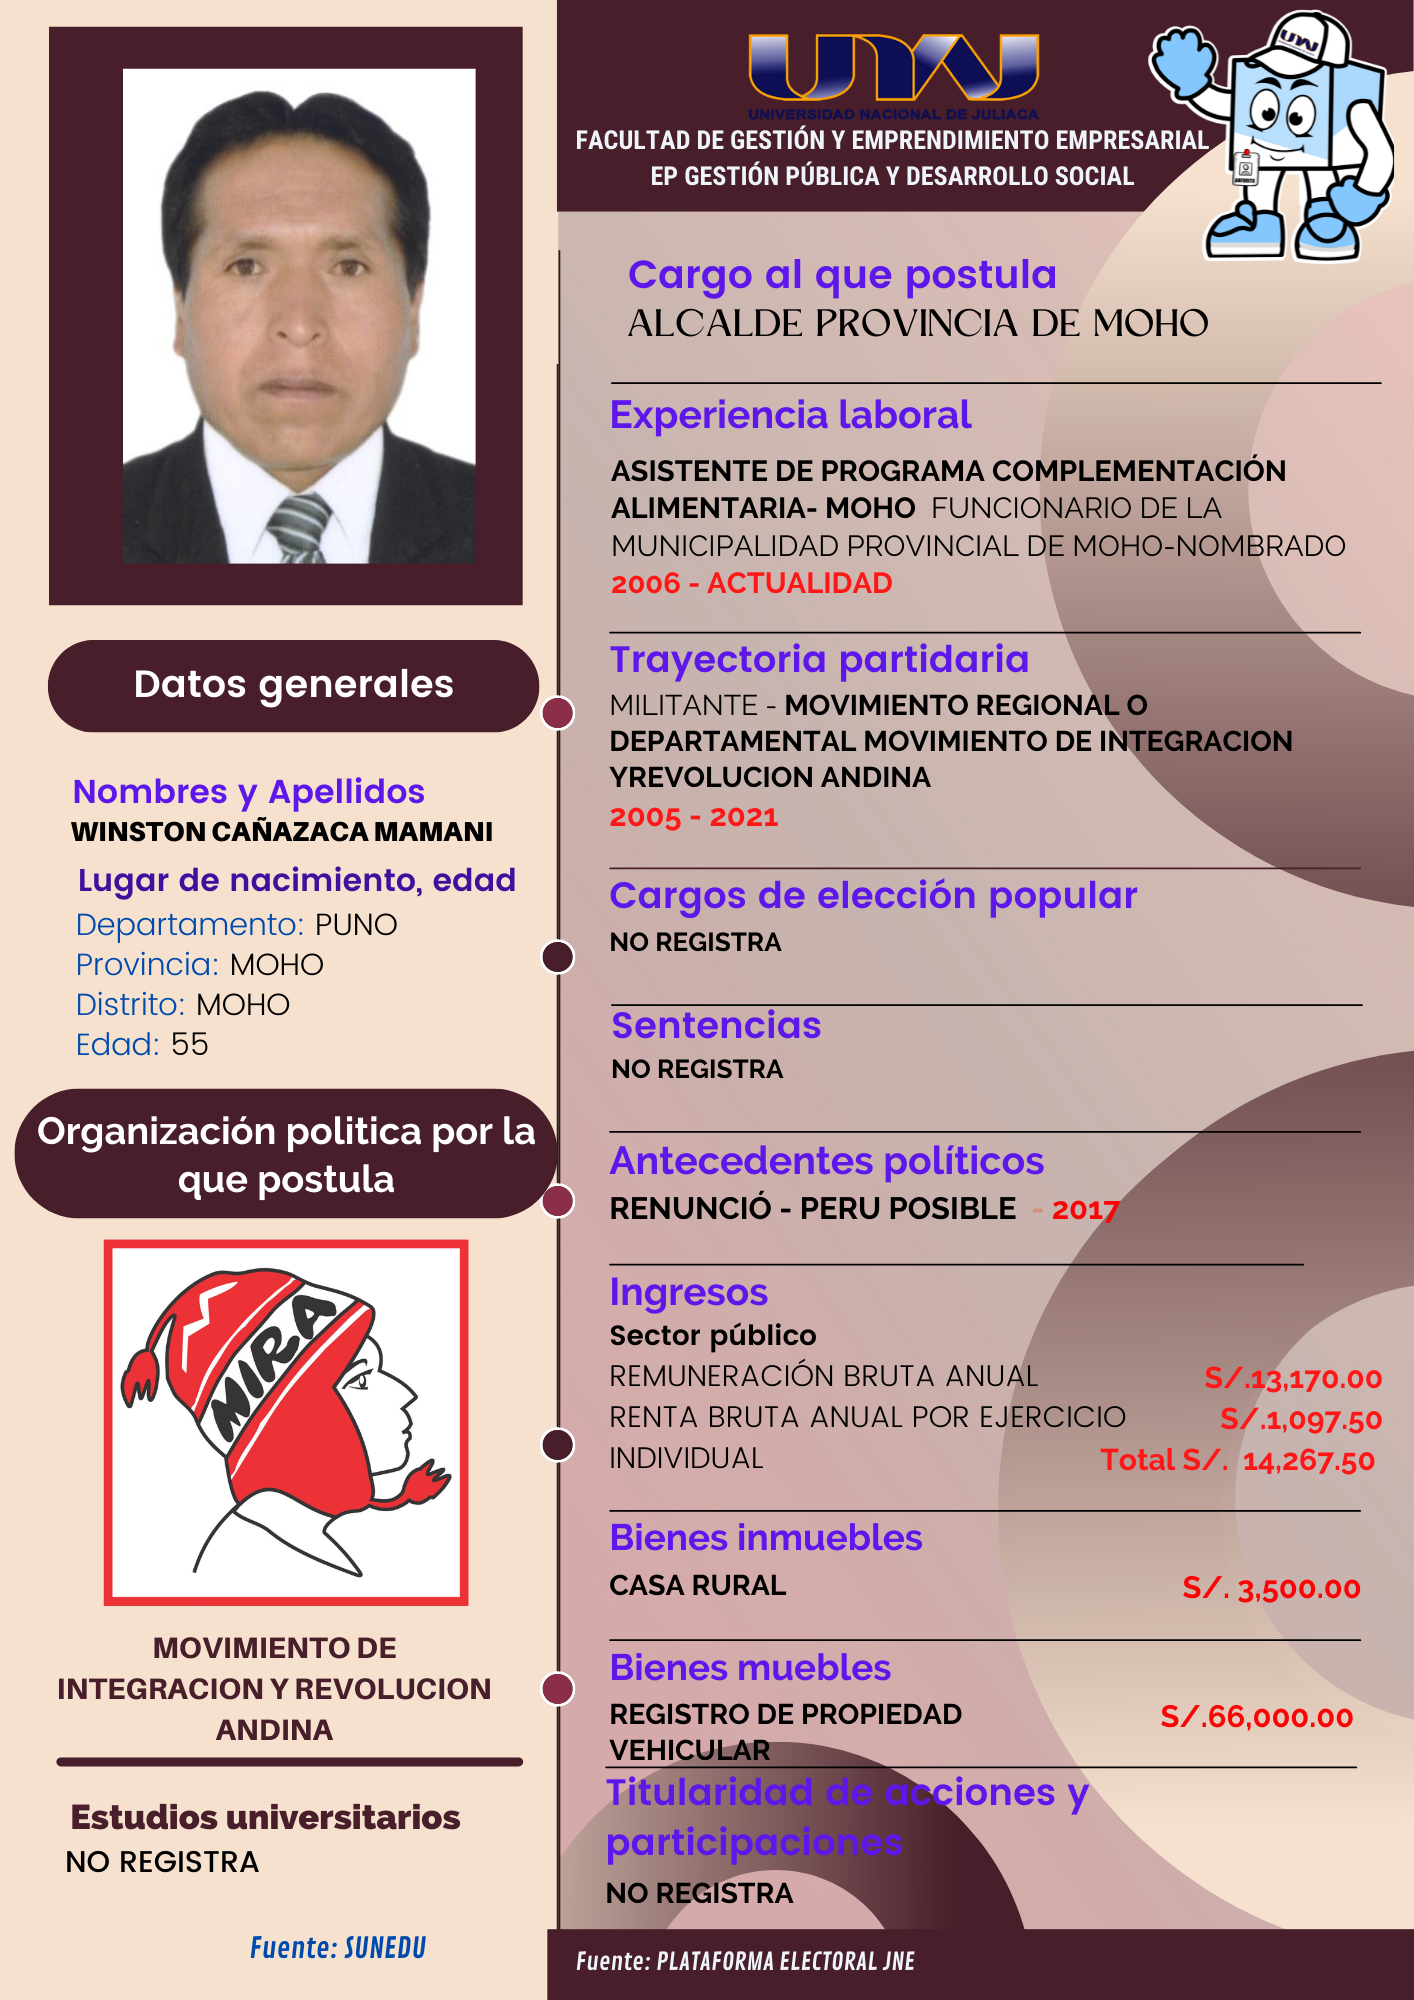 UNAJ
UNIVERSIDAD NACIONAL DE JULIACA
FACULTAD DE GESTIÓN Y EMPRENDIMIENTO EMPRESARIAL
EP GESTIÓN PÚBLICA Y DESARROLLO SOCIAL
UNAJ
ANFORITO
Datos generales
Nombres y Apellidos
WINSTON CAÑAZACA MAMANI
Lugar de nacimiento, edad
Departamento: PUNO
Provincia: MOHO
Distrito: MOHO
Edad: 55
Organización politica por la
que postula
MIRA
MOVIMIENTO DE
INTEGRACION Y REVOLUCION
ANDINA
Estudios universitarios
NO REGISTRA
Fuente: SUNEDU
Cargo al que postula
ALCALDE PROVINCIA DE MOHO
Experiencia laboral
ASISTENTE DE PROGRAMA COMPLEMENTACIÓN
ALIMENTARIA- MOHO FUNCIONARIO DE LA
MUNICIPALIDAD PROVINCIAL DE MOHO-NOMBRADO
2006 - ACTUALIDAD
Trayectoria partidaria
MILITANTE - MOVIMIENTO REGIONAL O
DEPARTAMENTAL MOVIMIENTO DE INTEGRACION
YREVOLUCION ANDINA
2005 - 2021
Cargos de elección popular
NO REGISTRA
Sentencias
NO REGISTRA
Antecedentes políticos
RENUNCIÓ - PERU POSIBLE - 2017
Ingresos
Sector público
REMUNERACIÓN BRUTA ANUAL S/.13,170.00
RENTA BRUTA ANUAL POR EJERCICIO S/.1,097.50
INDIVIDUAL Total S/. 14,267.50
Bienes inmuebles
CASA RURAL S/. 3,500.00
Bienes muebles
REGISTRO DE PROPIEDAD S/.66,000.00
VEHICULAR
Titularidad de acciones y
participaciones
NO REGISTRA
Fuente: PLATAFORMA ELECTORAL JNE